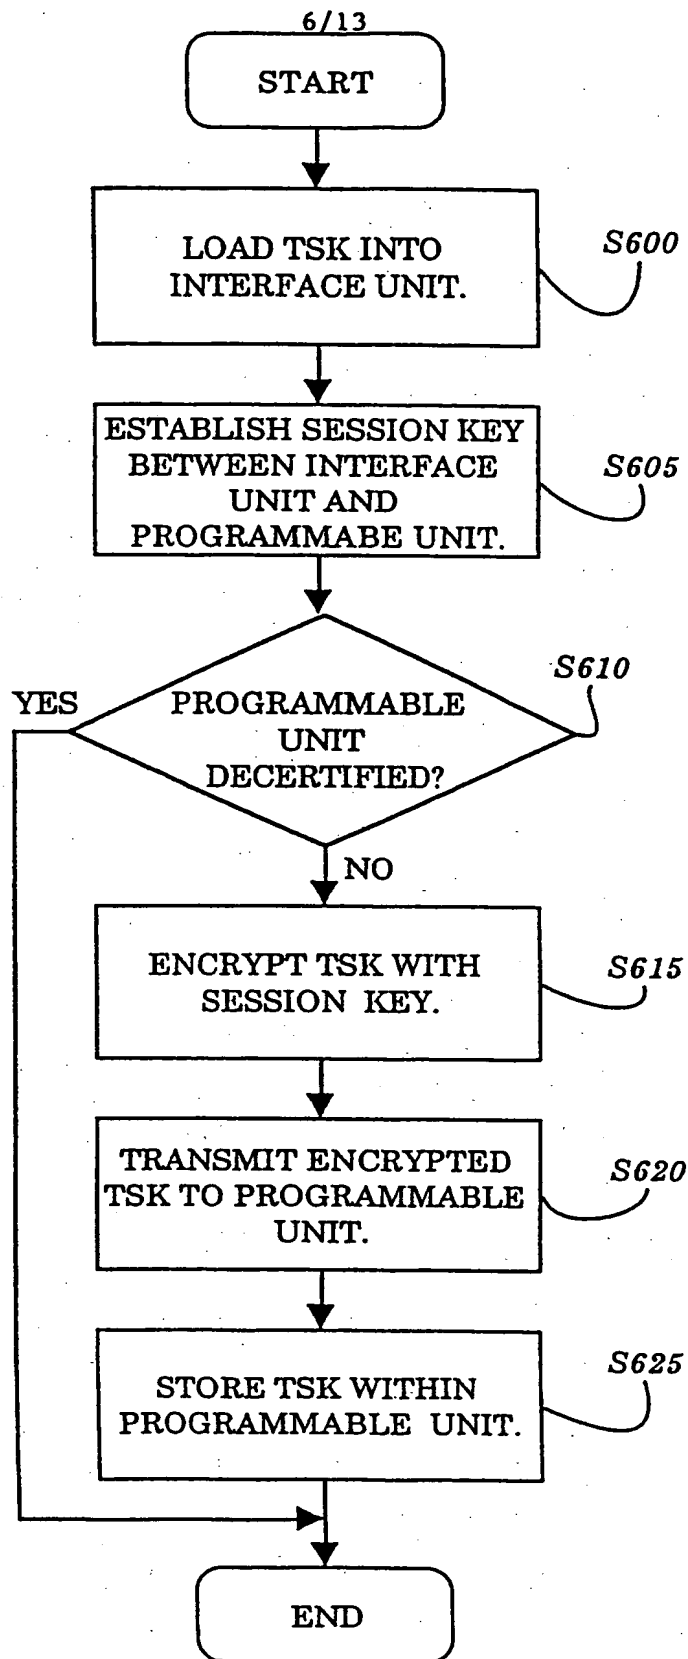 6/13
START
LOAD TSK INTO
INTERFACE UNIT.
S600
ESTABLISH SESSION KEY
BETWEEN INTERFACE
UNIT AND
PROGRAMMABE UNIT.
S605
PROGRAMMABLE
UNIT
DECERTIFIED?
S610
YES
NO
ENCRYPT TSK WITH
SESSION KEY.
S615
TRANSMIT ENCRYPTED
TSK TO PROGRAMMABLE
UNIT.
S620
STORE TSK WITHIN
PROGRAMMABLE UNIT.
S625
END